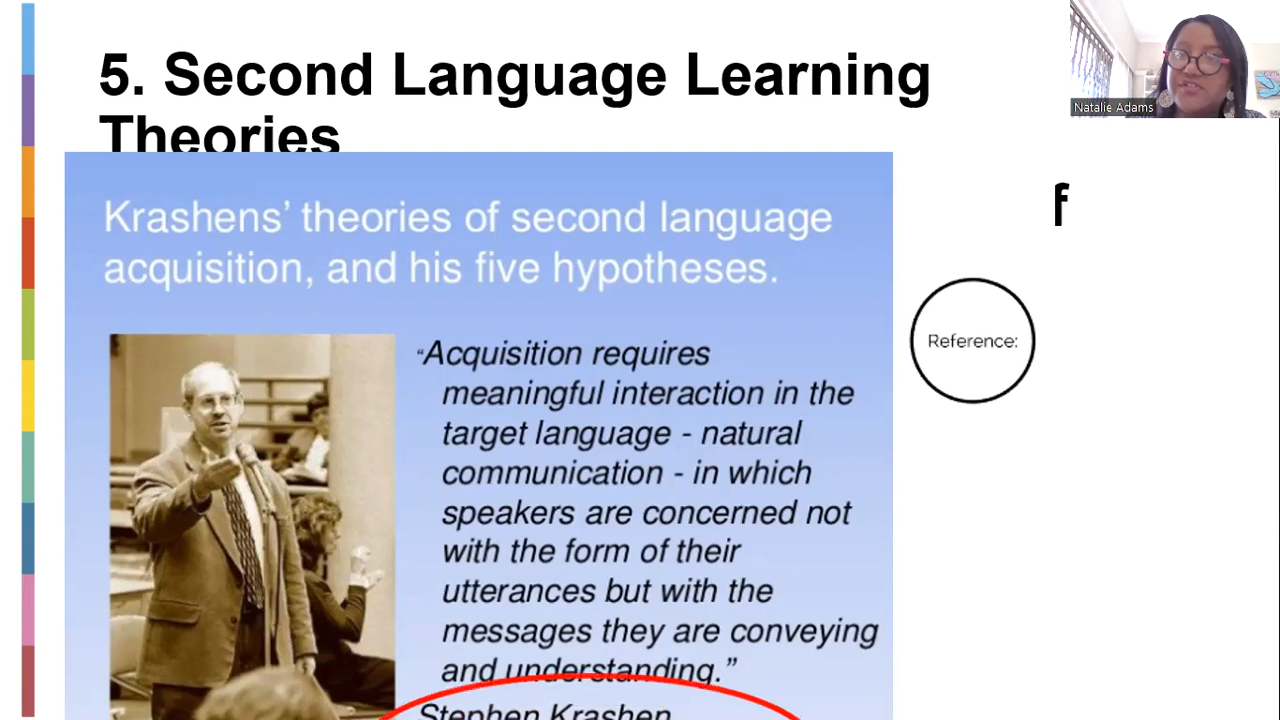 5. Second Language Learning
Theories
Natalie Adams
f
Krashens’ theories of second language
acquisition, and his five hypotheses.
Reference:
“Acquisition requires
meaningful interaction in the
target language - natural
communication - in which
speakers are concerned not
with the form of their
utterances but with the
messages they are conveying
and understanding.”
Stephen Krashen